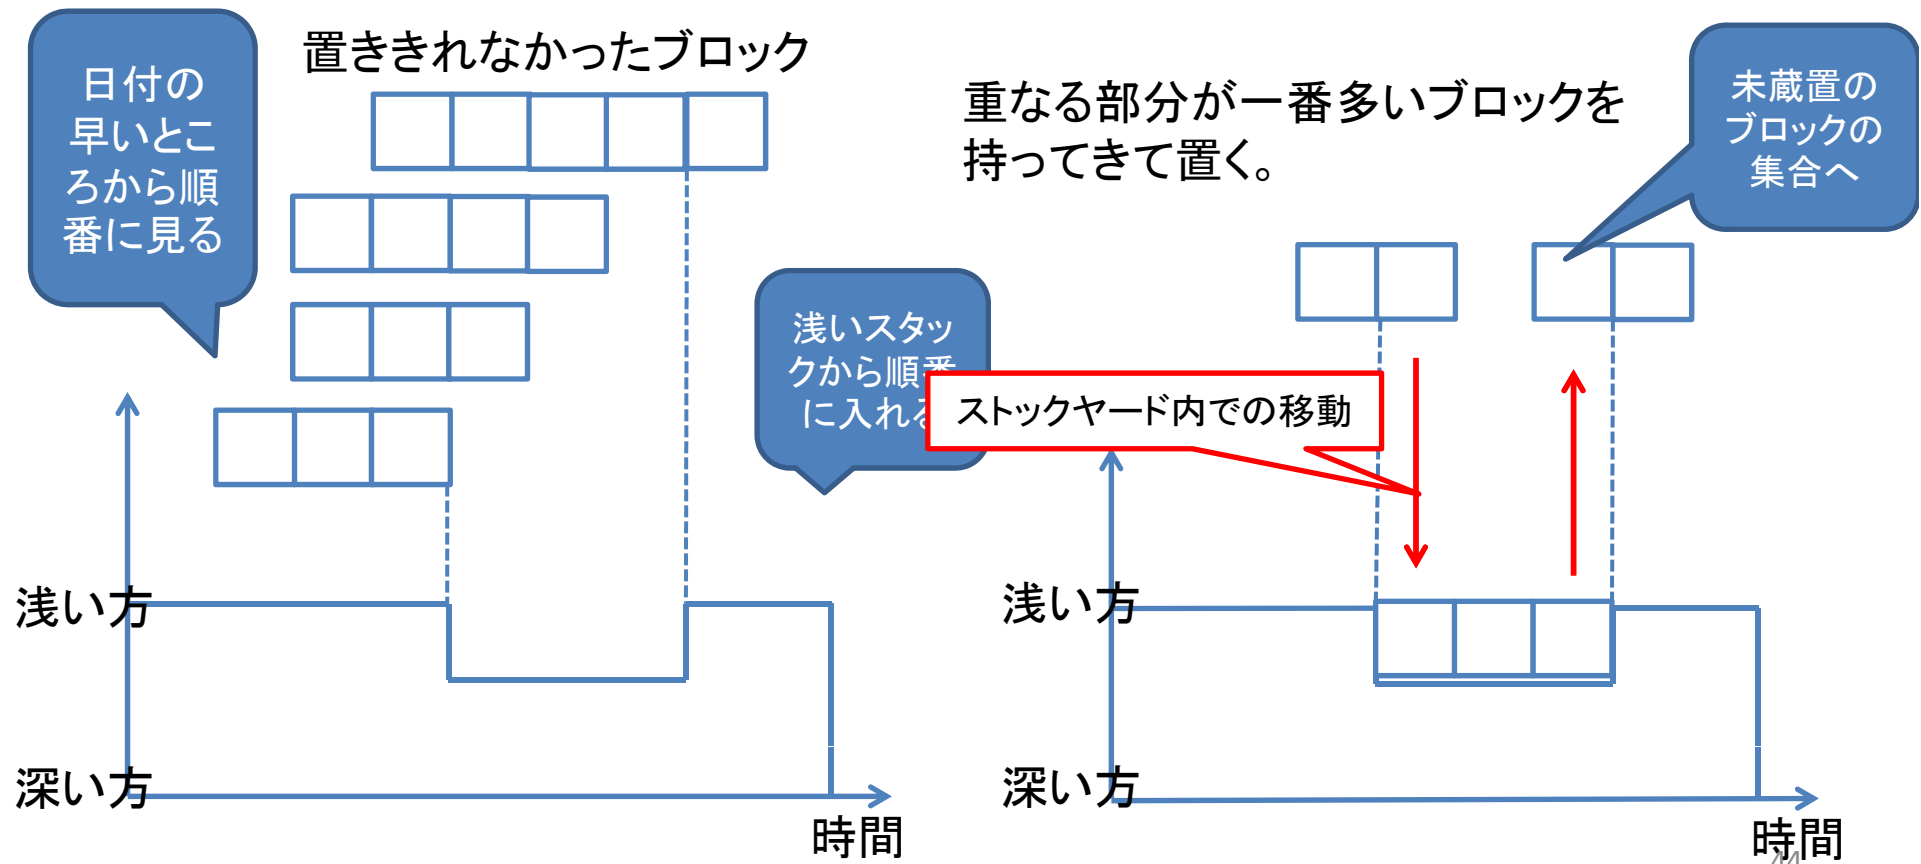 日付の
早いとこ
ろから順
番に見る
置ききれなかったブロック
浅い方
深い方
時間
浅いスタッ
クから順番
に入れる
重なる部分が一番多いブロックを
持ってきて置く。
未蔵置の
ブロックの
集合へ
ストックヤード内での移動
浅い方
深い方
時間
44